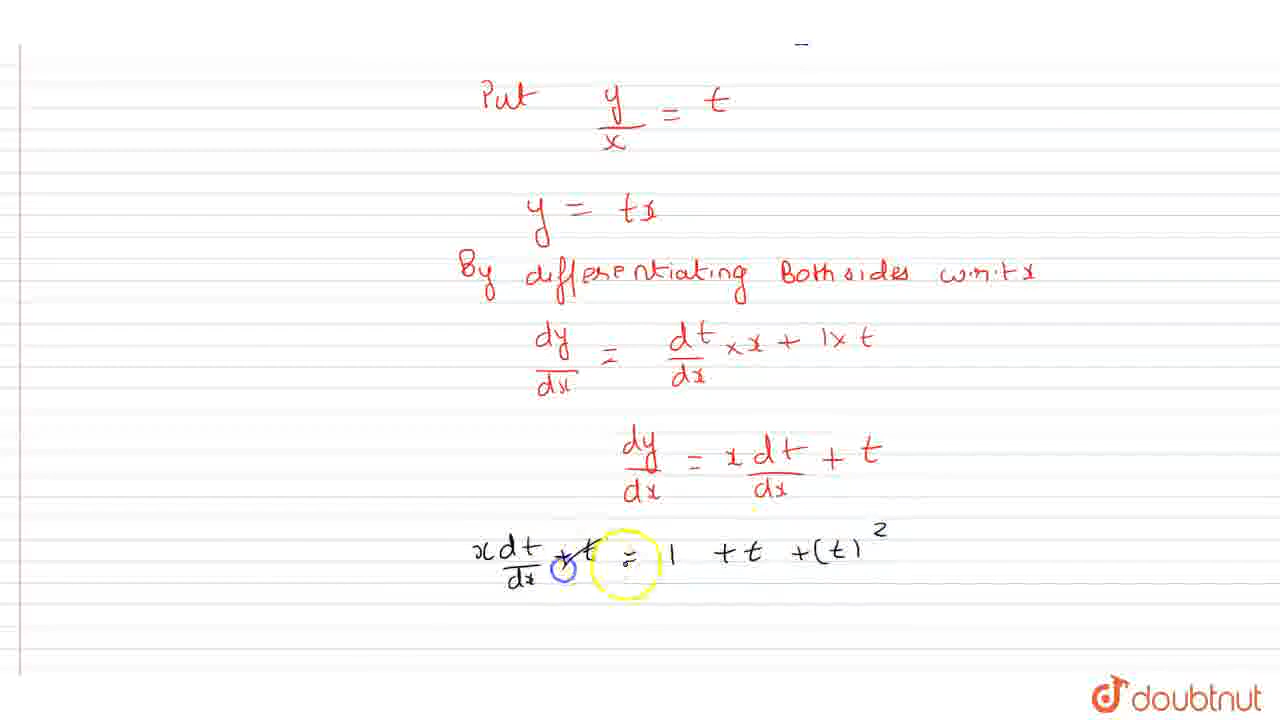 Put y/x = t
y = tx
By differentiating Both sides w.r.t x
dy/dx = dt/dx × x + 1 × t
dy/dx = x dt/dx + t
x dt/dx + t = 1 + t + (t)²
doubtnut